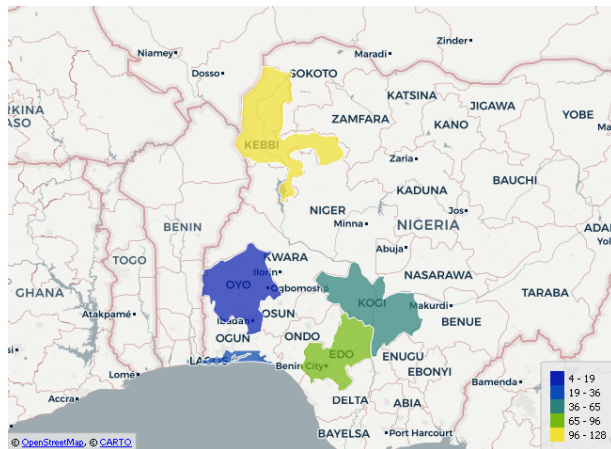 Zinder
Niamey
Maradi
Dosso
SOKOTO
KATSINA
JIGAWA
ZAMFARA
KANO
YOBE
KEBBI
Zaria
KADUNA
BAUCHI
BENIN
NIGER
NIGERIA
Jos
Minna
Abuja
KWARA
Ilorin
TOGO
OYO
Ogbomosho
NASARAWA
TARABA
GHANA
KOGI
Makurdi
Atakpamé
OSUN
Ibadan
BENUE
OGUN
ONDO
EDO
ENUGU
LAGOS
Benin City
EBONYI
Lomé
Bamenda
DELTA
ABIA
Accra
BAYELSA
Port Harcourt
4 - 19
19 - 36
36 - 65
65 - 96
96 - 128
© OpenStreetMap, © CARTO